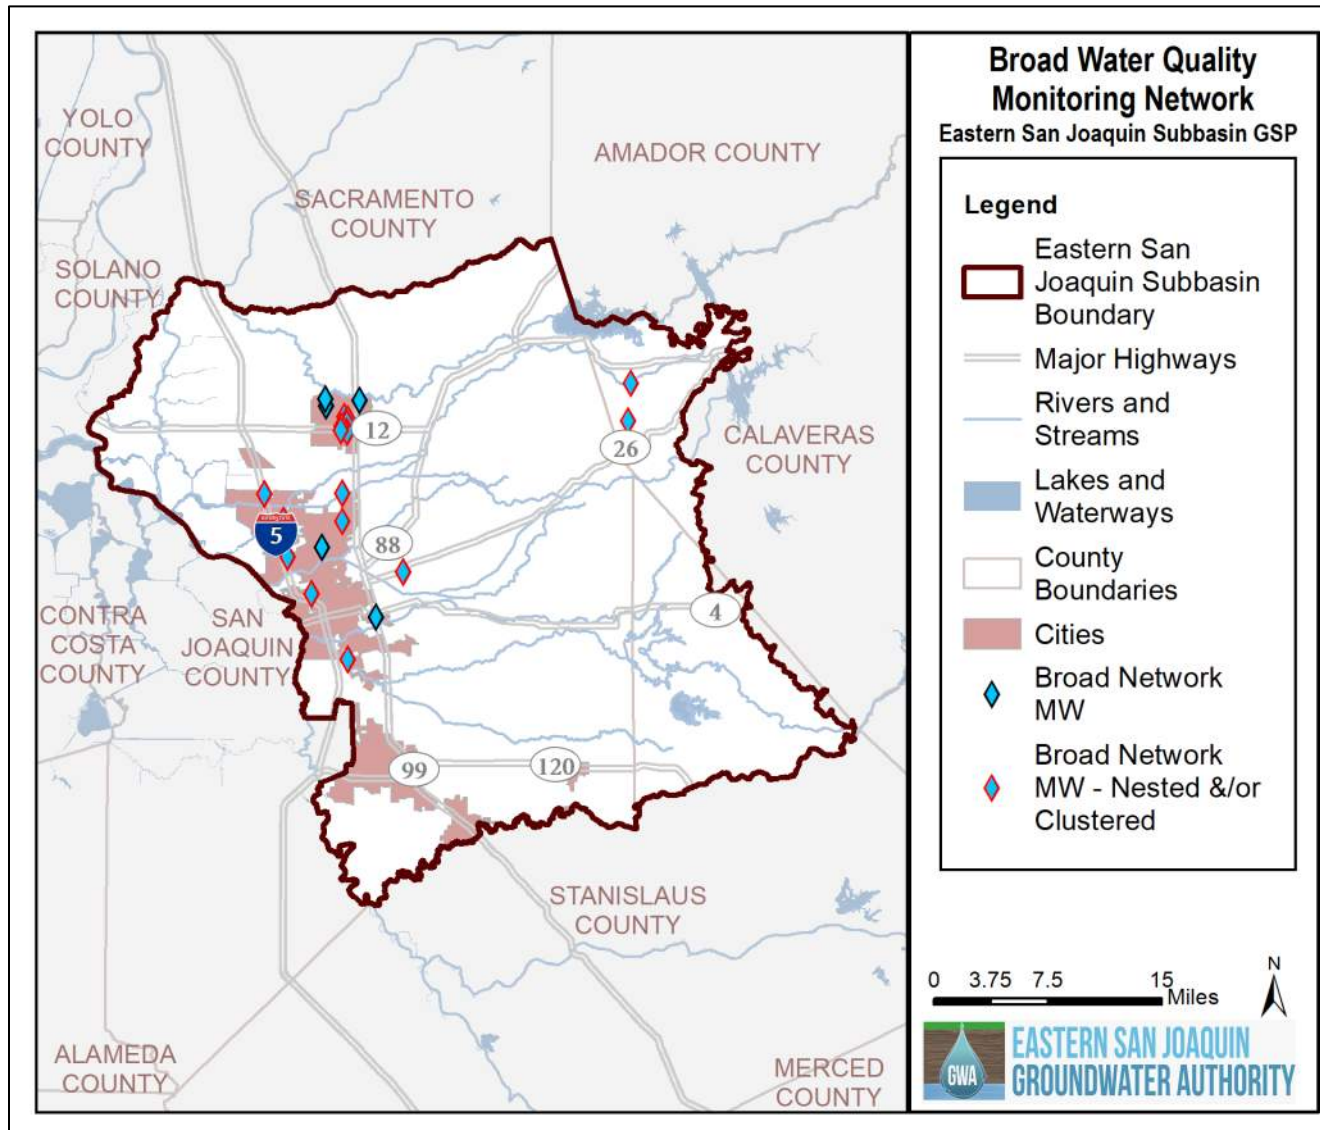 Broad Water Quality
Monitoring Network
Eastern San Joaquin Subbasin GSP
Legend
Eastern San
Joaquin Subbasin
Boundary
Major Highways
Rivers and
Streams
Lakes and
Waterways
County
Boundaries
Cities
Broad Network
MW
Broad Network
MW - Nested &/or
Clustered
YOLO
COUNTY
AMADOR COUNTY
SACRAMENTO
COUNTY
SOLANO
COUNTY
12
26
CALAVERAS
COUNTY
5
88
CONTRA
COSTA
COUNTY
SAN
JOAQUIN
COUNTY
4
99
120
STANISLAUS
COUNTY
ALAMEDA
COUNTY
MERCED
COUNTY
N
0 3.75 7.5 15
Miles
GWA
EASTERN SAN JOAQUIN
GROUNDWATER AUTHORITY